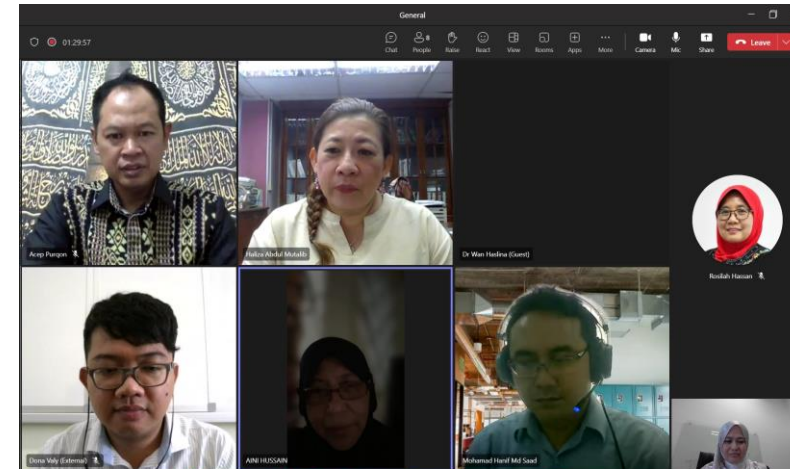 General
01:29:57
Chat
People 8
Raise
React
View
Rooms
Apps
More
Camera
Mic
Share
Leave
Acep Purqon
Haliza Abdul Mutalib
Dr Wan Haslina (Guest)
Rosilah Hassan
Dona Valy (External)
AINI HUSSAIN
Mohamad Hanif Md Saad